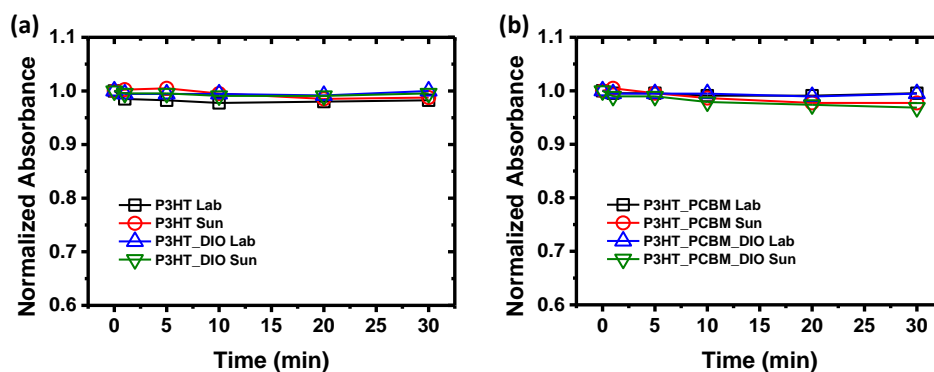 (a)
1.1
1.0
0.9
0.8
0.7
0.6
Normalized Absorbance
P3HT Lab
P3HT Sun
P3HT_DIO Lab
P3HT_DIO Sun
0 5 10 15 20 25 30
Time (min)
(b)
1.1
1.0
0.9
0.8
0.7
0.6
Normalized Absorbance
P3HT_PCBM Lab
P3HT_PCBM Sun
P3HT_PCBM_DIO Lab
P3HT_PCBM_DIO Sun
0 5 10 15 20 25 30
Time (min)